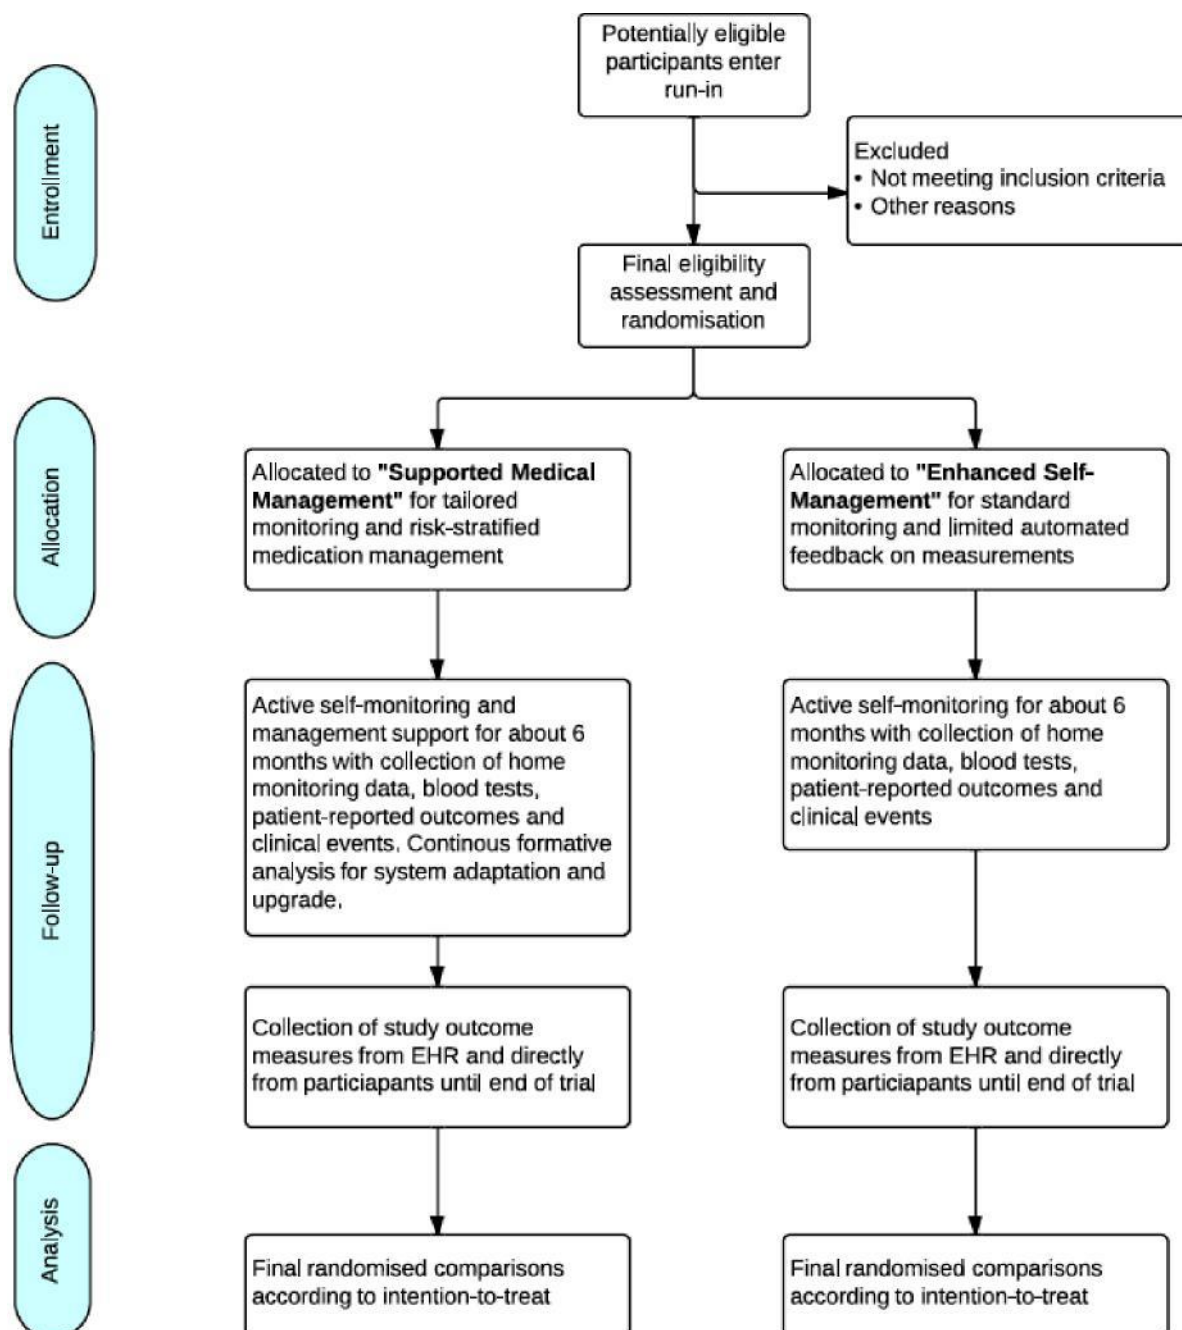 Potentially eligible
participants enter
run-in
Entrollment
Excluded
• Not meeting inclusion criteria
• Other reasons
Final eligibility
assessment and
randomisation
Allocation
Allocated to "Supported Medical
Management" for tailored
monitoring and risk-stratified
medication management
Allocated to "Enhanced Self-
Management" for standard
monitoring and limited automated
feedback on measurements
Follow-up
Active self-monitoring and
management support for about 6
months with collection of home
monitoring data, blood tests,
patient-reported outcomes and
clinical events. Continous formative
analysis for system adaptation and
upgrade.
Active self-monitoring for about 6
months with collection of home
monitoring data, blood tests,
patient-reported outcomes and
clinical events
Collection of study outcome
measures from EHR and directly
from particiapants until end of trial
Collection of study outcome
measures from EHR and directly
from particiapants until end of trial
Analysis
Final randomised comparisons
according to intention-to-treat
Final randomised comparisons
according to intention-to-treat